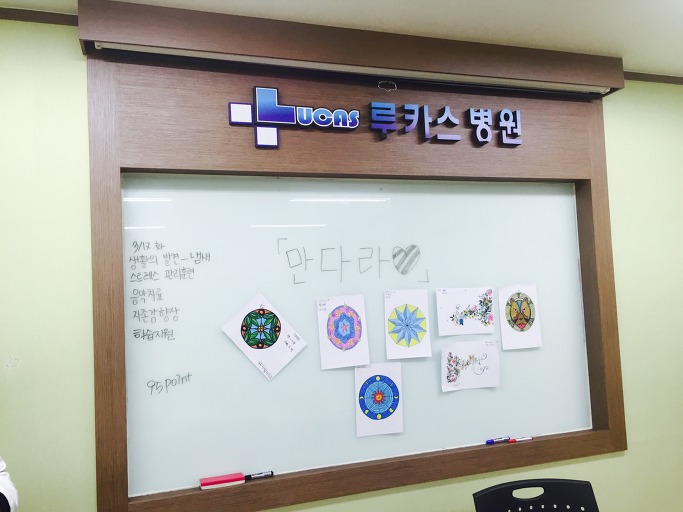 LUCAS 루카스 병원
「만다라♥」
3/17 화
생활의 발견-냄새
스트레스 관리훈련
음악치료
자존감향상
학습지원
95 point